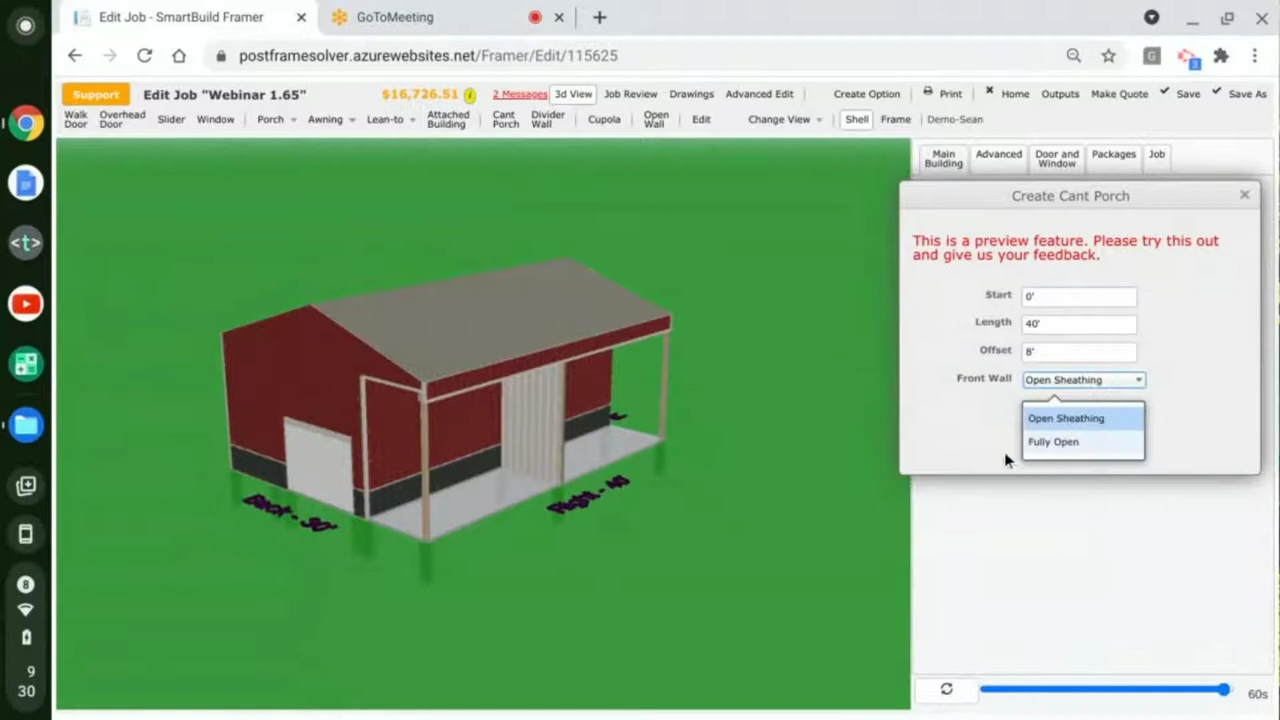 Edit Job - SmartBuild Framer
GoToMeeting
postframesolver.azurewebsites.net/Framer/Edit/115625
G
3
Support
Edit Job "Webinar 1.65"
$16,726.51
2 Messages
3d View
Job Review
Drawings
Advanced Edit
Create Option
Print
Home
Outputs
Make Quote
Save
Save As
Walk
Door
Overhead
Door
Slider
Window
Porch
Awning
Lean-to
Attached
Building
Cant
Porch
Divider
Wall
Cupola
Open
Wall
Edit
Change View
Shell
Frame
Demo-Sean
Main
Building
Advanced
Door and
Window
Packages
Job
Create Cant Porch
This is a preview feature. Please try this out
and give us your feedback.
Start 0'
Length 40'
Offset 8'
Front Wall Open Sheathing
Open Sheathing
Fully Open
60s
<t>
8
9
30